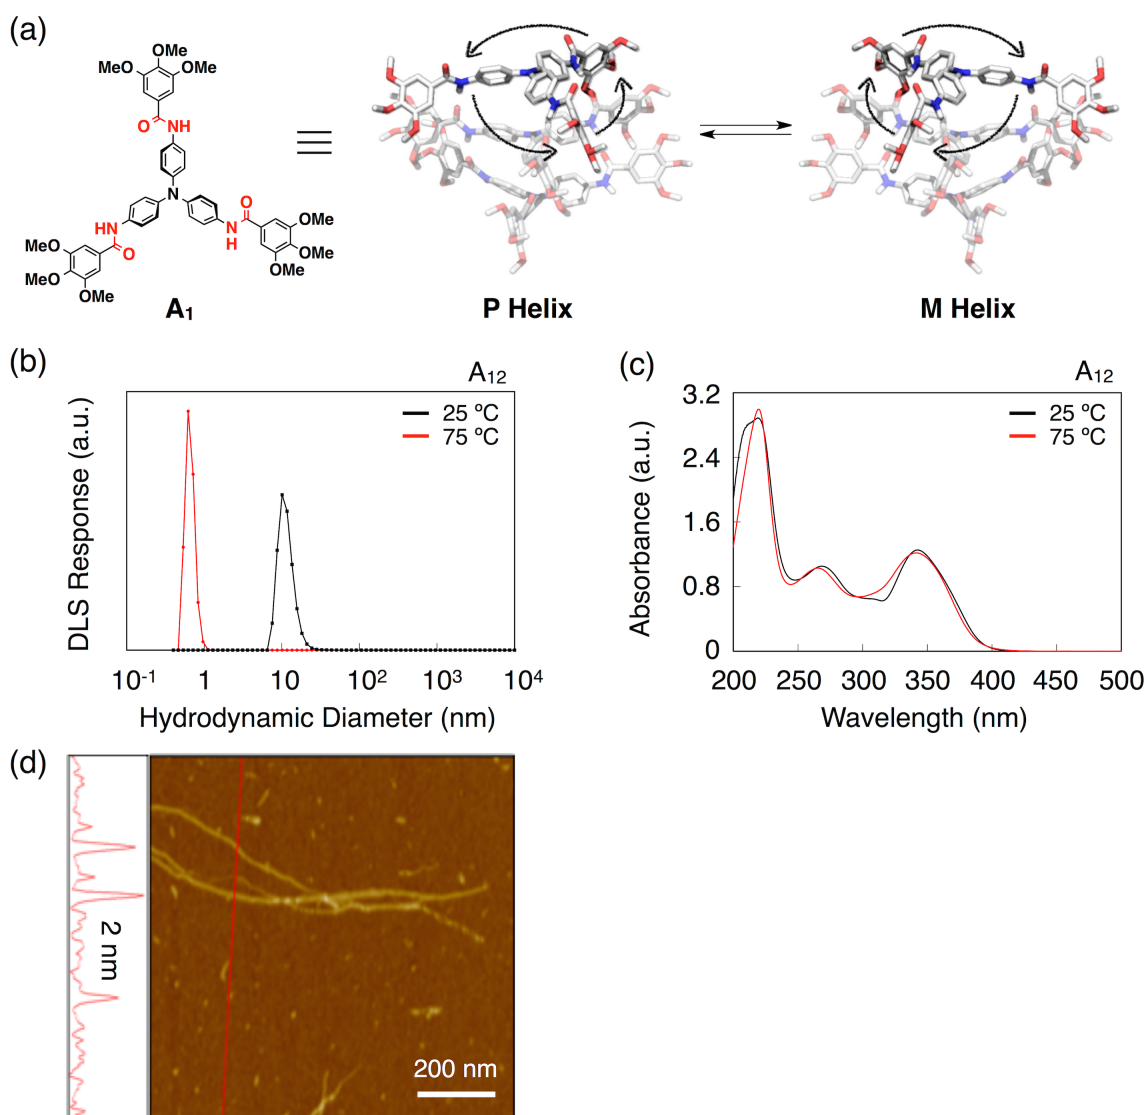 (a)
OMe
MeO
OMe
O
NH
N
HN
O
O
N
H
OMe
OMe
OMe
MeO
MeO
OMe
A1
P Helix
M Helix
(b)
A12
25 ºC
75 ºC
DLS Response (a.u.)
10-1
1
10
102
103
104
Hydrodynamic Diameter (nm)
(c)
A12
25 ºC
75 ºC
Absorbance (a.u.)
3.2
2.4
1.6
0.8
0
200 250 300 350 400 450 500
Wavelength (nm)
(d)
2 nm
200 nm